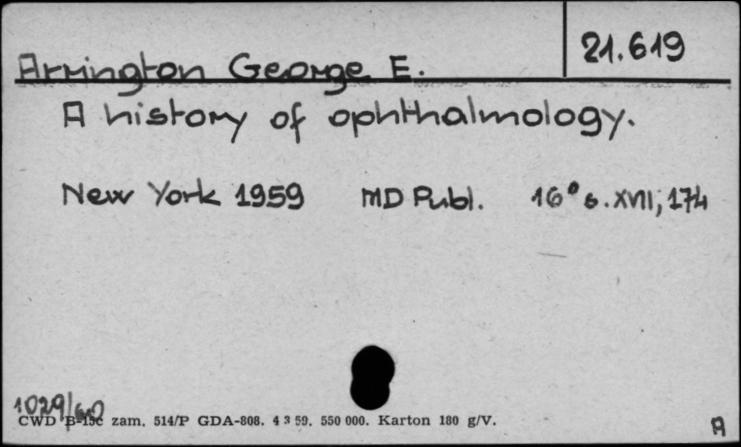 21.619
Arrington George E.
A history of ophthalmology.
New York 1959 MD Publ. 16° s. XVII, 174
1029/60
CWD B-15c zam. 514/P GDA-808. 4 3 59. 550 000. Karton 180 g/V.
A